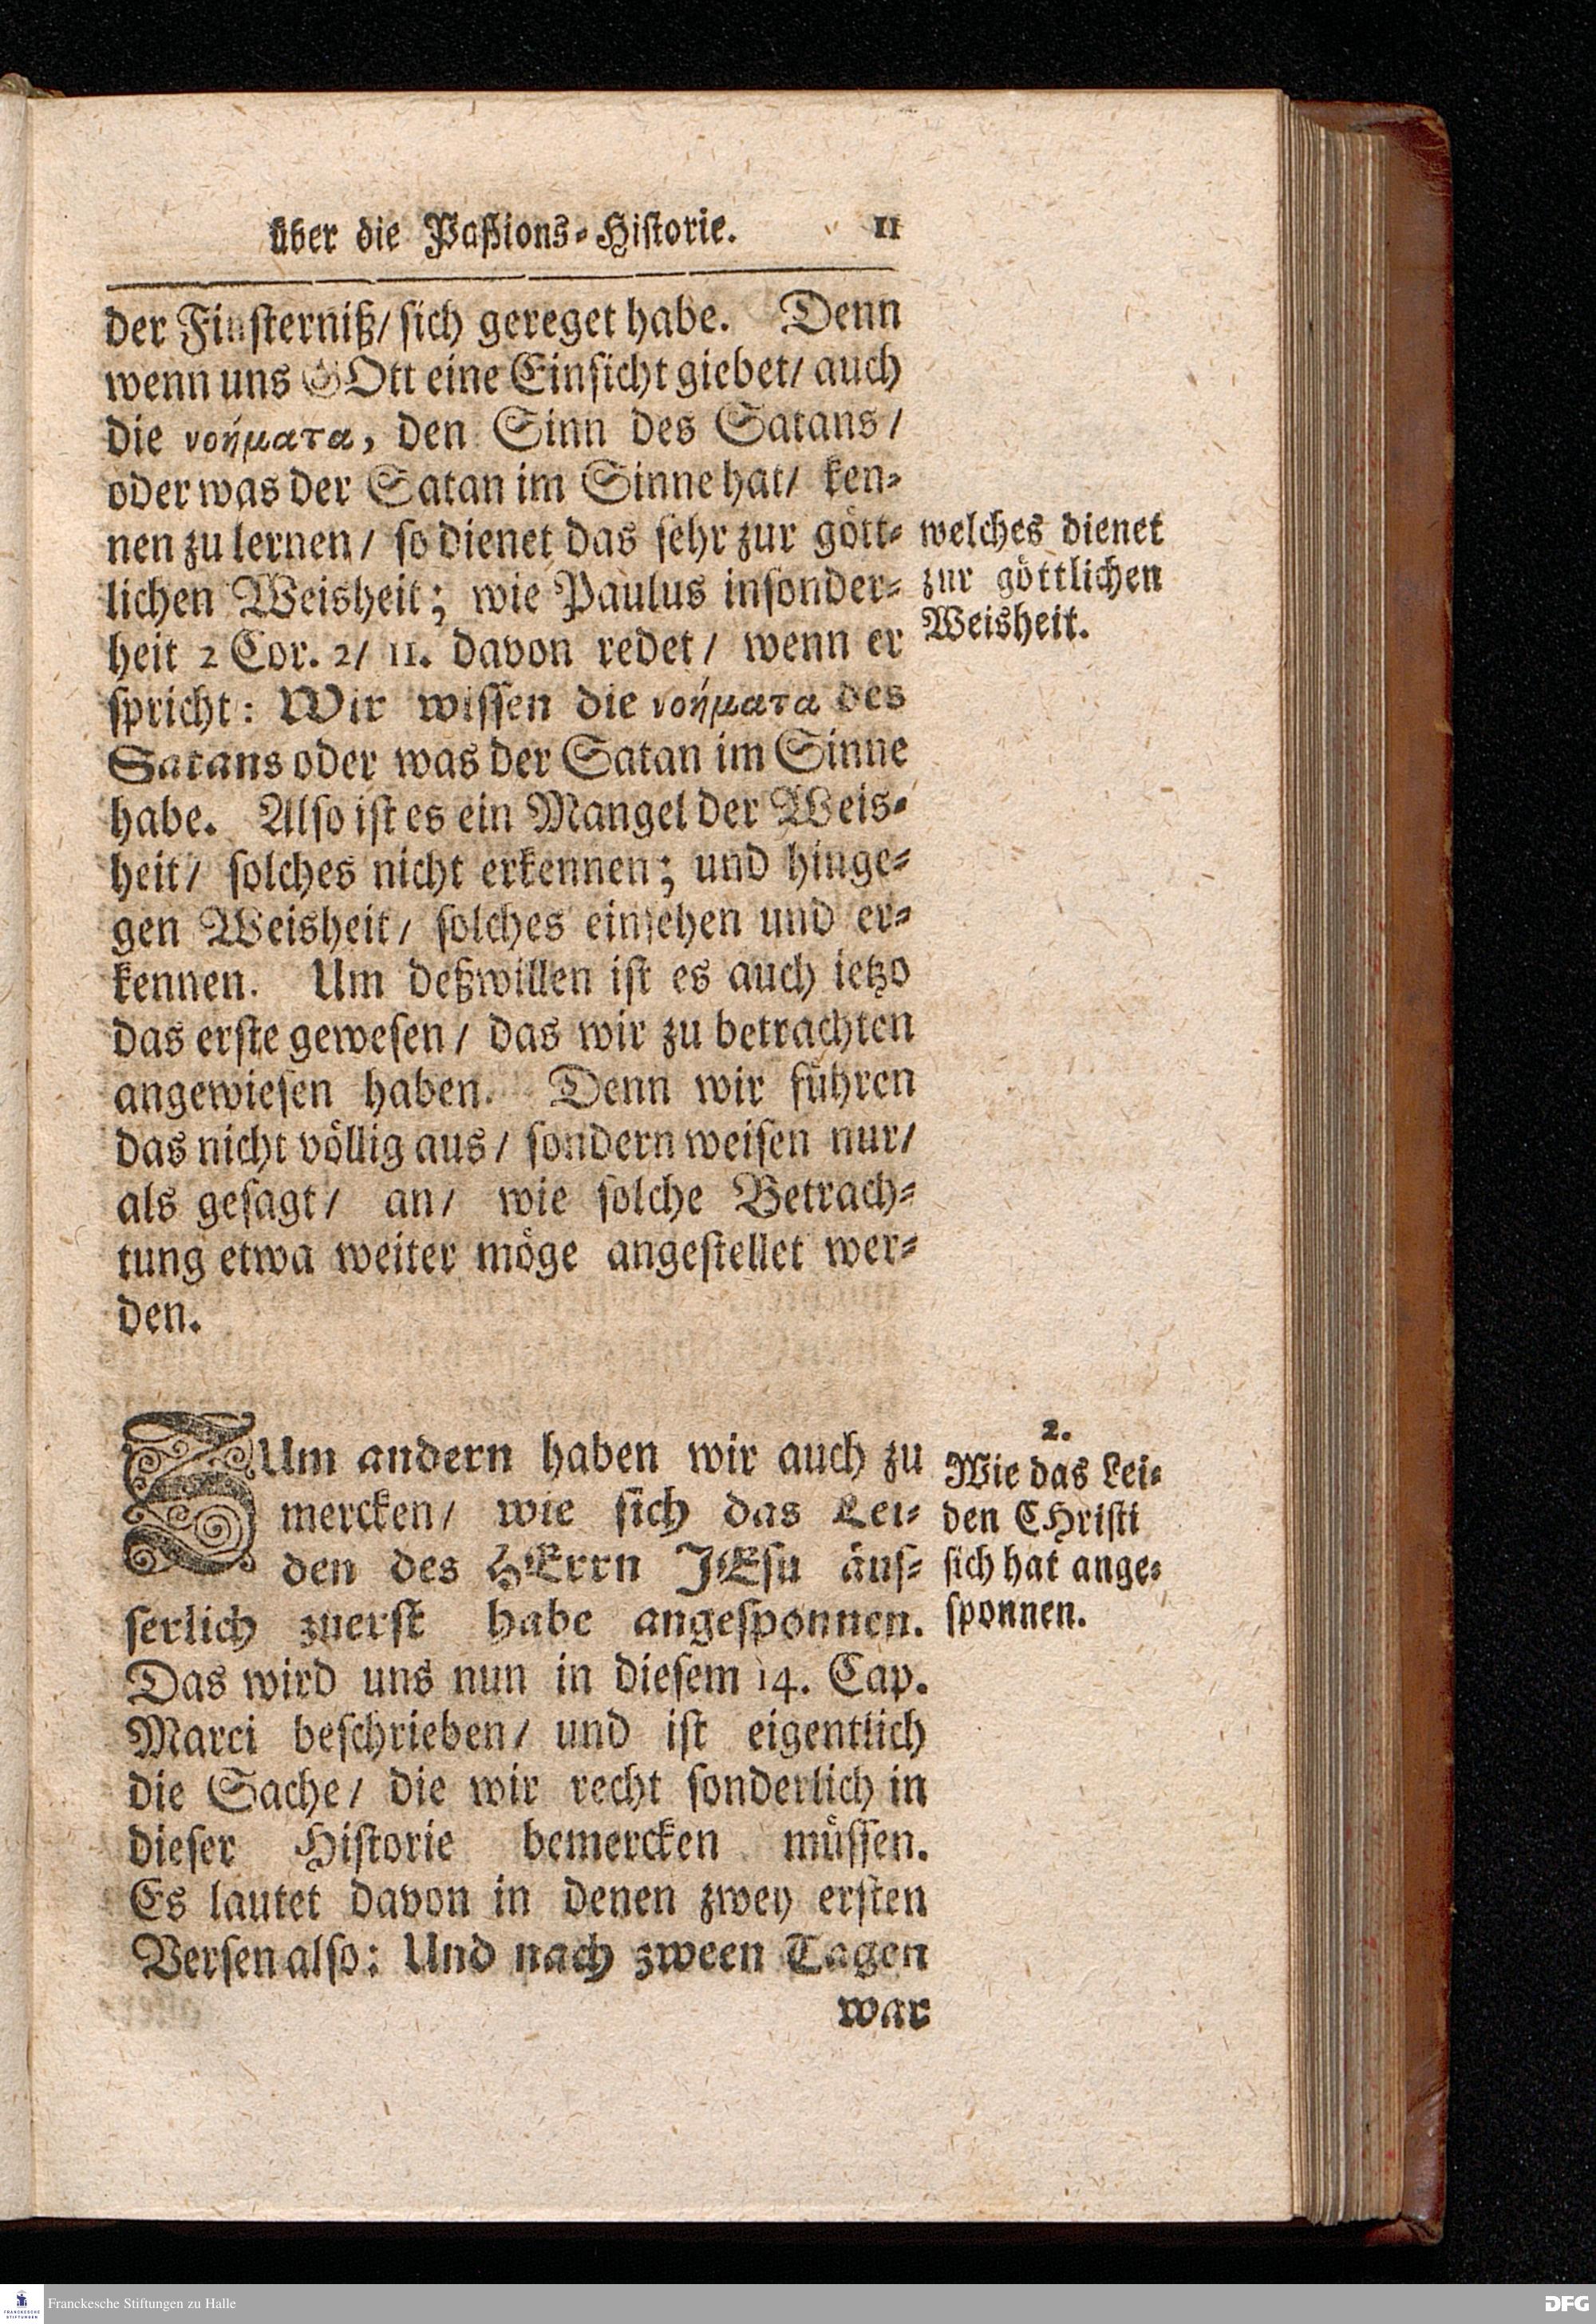 über die Paßions-Historie. 11
der Finsterniß/ sich gereget habe. Denn
wenn uns GOtt eine Einsicht giebet/ auch
die νοήματα, den Sinn des Satans/
oder was der Satan im Sinne hat/ ken-
nen zu lernen/ so dienet das sehr zur gött-
lichen Weisheit; wie Paulus insonder-
heit 2 Cor. 2/ 11. davon redet/ wenn er
spricht: Wir wissen die νοήματα des
Satans oder was der Satan im Sinne
habe. Also ist es ein Mangel der Weis-
heit/ solches nicht erkennen; und hinge-
gen Weisheit/ solches einsehen und er-
kennen. Um deßwillen ist es auch ietzo
das erste gewesen/ das wir zu betrachten
angewiesen haben. Denn wir führen
das nicht völlig aus/ sondern weisen nur/
als gesagt/ an/ wie solche Betrach-
tung etwa weiter möge angestellet wer-
den.
welches dienet
zur göttlichen
Weisheit.
ZUm andern haben wir auch zu
mercken/ wie sich das Lei-
den des HErrn JEsu äus-
serlich zuerst habe angesponnen.
Das wird uns nun in diesem 14. Cap.
Marci beschrieben/ und ist eigentlich
die Sache/ die wir recht sonderlich in
dieser Historie bemercken müssen.
Es lautet davon in denen zwey ersten
Versen also: Und nach zween Tagen
war
2.
Wie das Lei-
den CHristi
sich hat ange-
sponnen.
FRANCKESCHE
STIFTUNGEN
Franckesche Stiftungen zu Halle
DFG